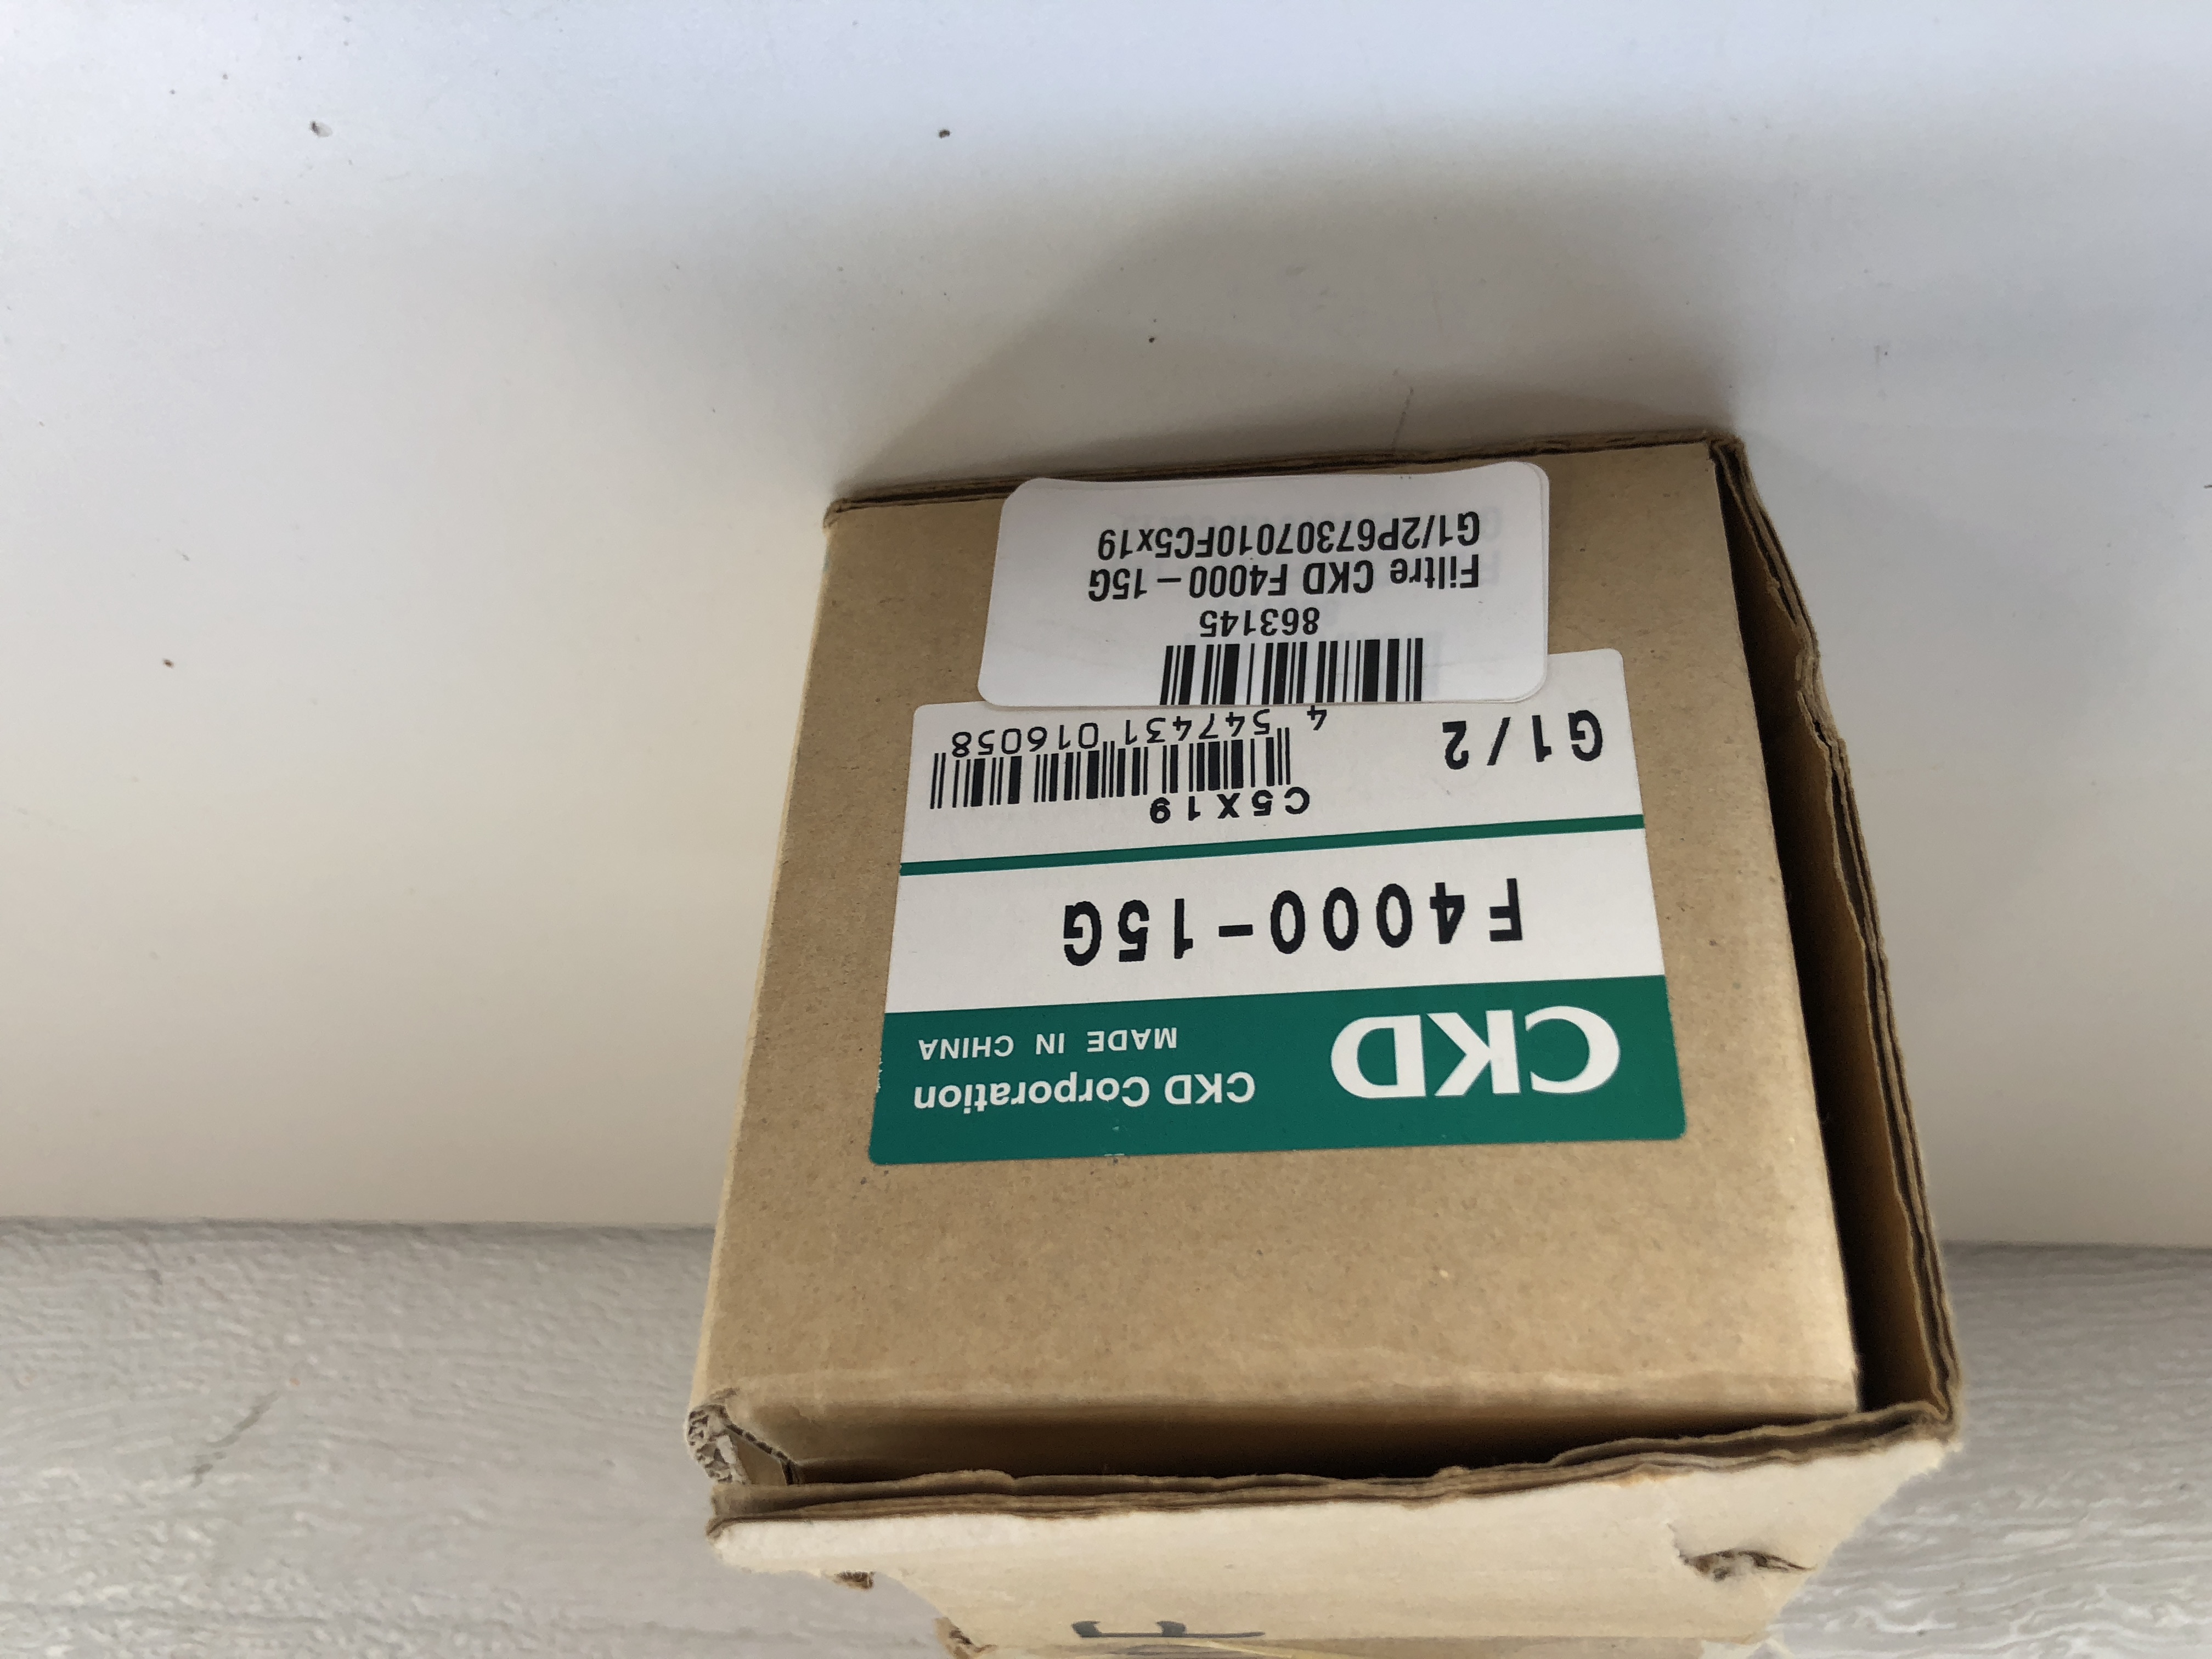 CKD
CKD Corporation
MADE IN CHINA
F4000-15G
C5X19
G1/2
4 547431 016058
863145
Filtre CKD F4000-15G
G1/2P67307010FC5x19